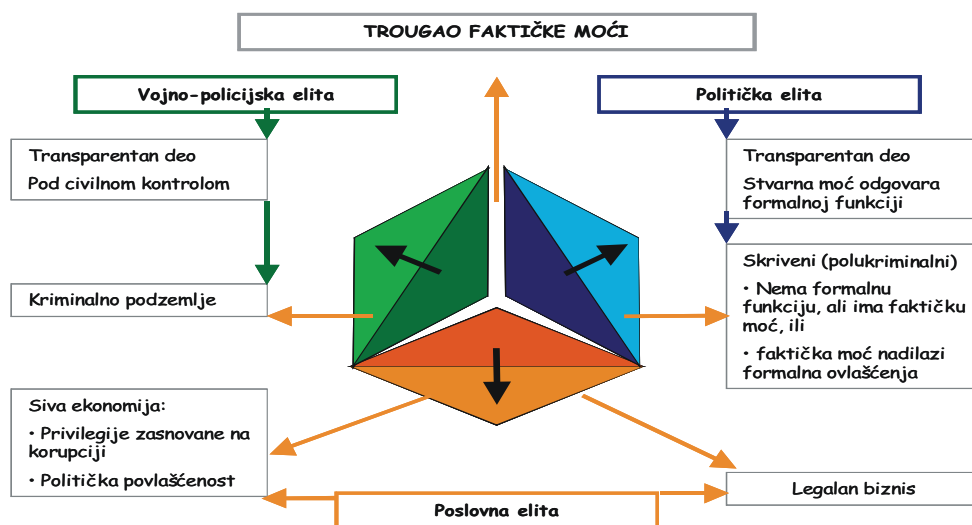 TROUGAO FAKTIČKE MOĆI
Vojno-policijska elita
Politička elita
Transparentan deo
Pod civilnom kontrolom
Transparentan deo
Stvarna moć odgovara
formalnoj funkciji
Kriminalno podzemlje
Skriveni (polukriminalni)
• Nema formalnu
funkciju, ali ima faktičku
moć, ili
• faktička moć nadilazi
formalna ovlašćenja
Siva ekonomija:
• Privilegije zasnovane na
korupciji
• Politička povlašćenost
Poslovna elita
Legalan biznis